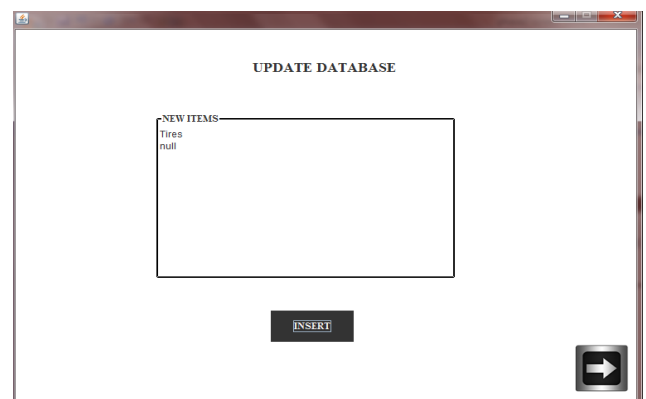 UPDATE DATABASE
NEW ITEMS
Tires
null
INSERT